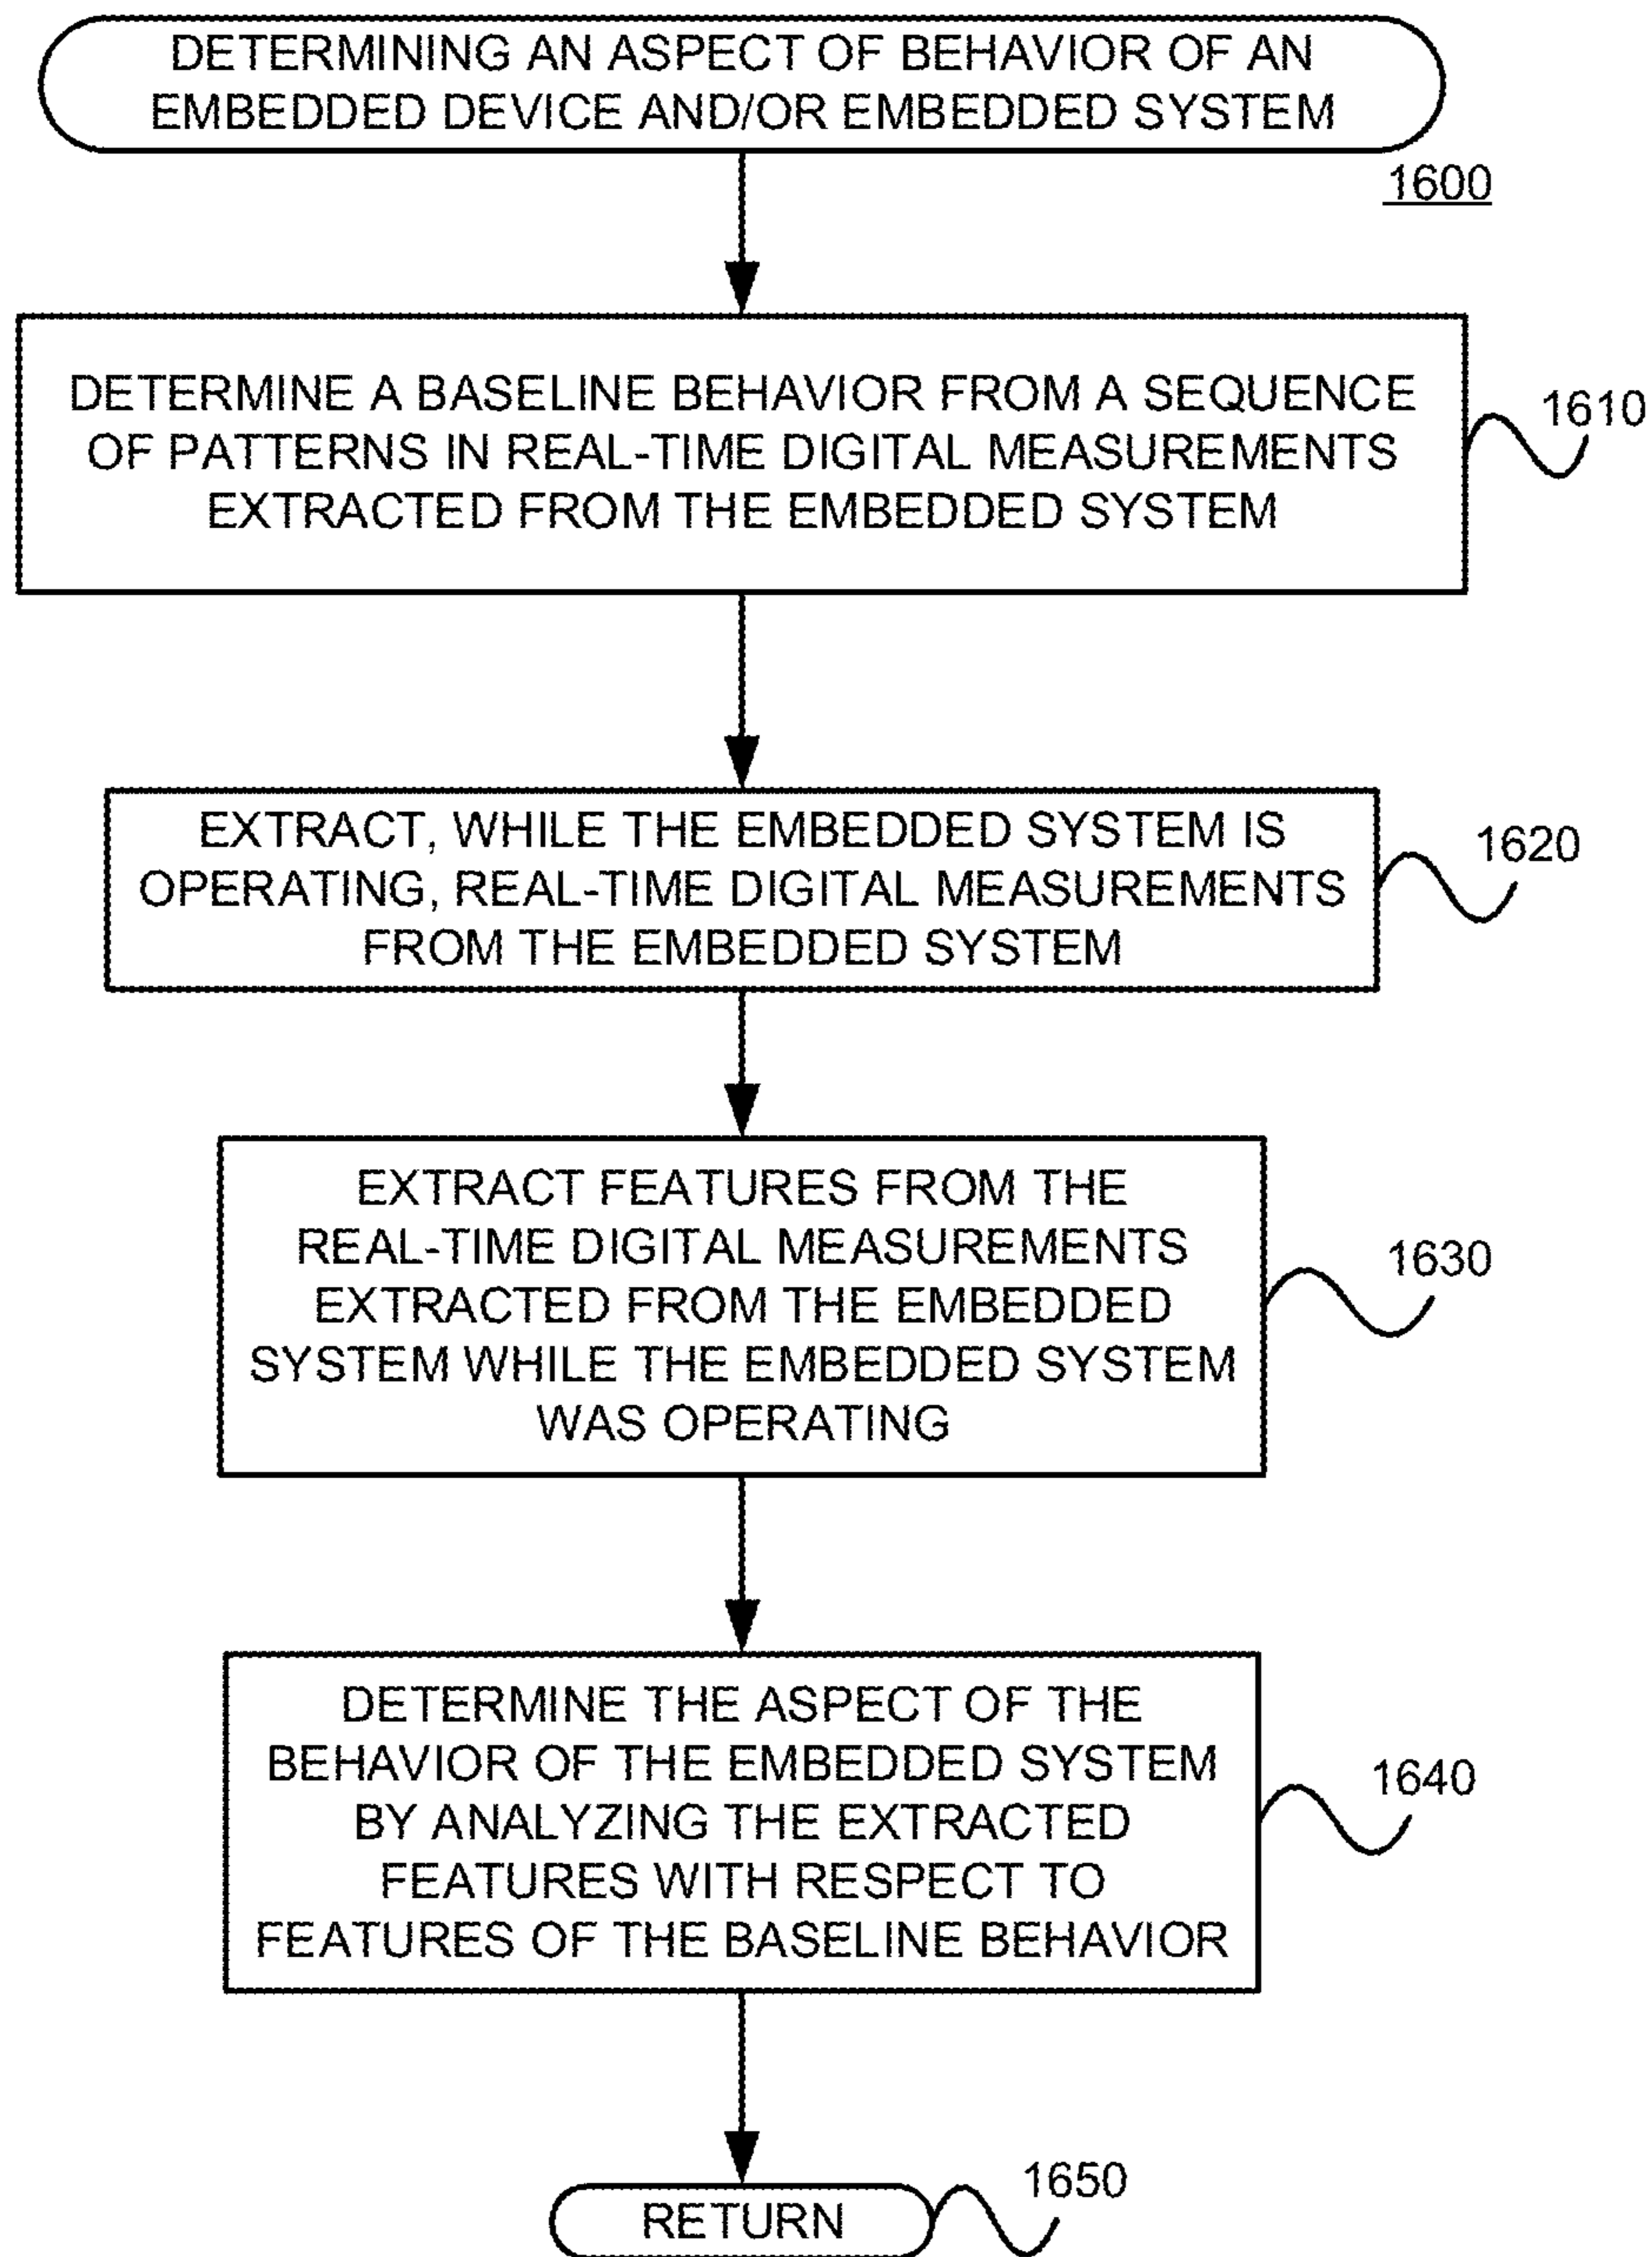 DETERMINING AN ASPECT OF BEHAVIOR OF AN
EMBEDDED DEVICE AND/OR EMBEDDED SYSTEM
1600
DETERMINE A BASELINE BEHAVIOR FROM A SEQUENCE
OF PATTERNS IN REAL-TIME DIGITAL MEASUREMENTS
EXTRACTED FROM THE EMBEDDED SYSTEM
1610
EXTRACT, WHILE THE EMBEDDED SYSTEM IS
OPERATING, REAL-TIME DIGITAL MEASUREMENTS
FROM THE EMBEDDED SYSTEM
1620
EXTRACT FEATURES FROM THE
REAL-TIME DIGITAL MEASUREMENTS
EXTRACTED FROM THE EMBEDDED
SYSTEM WHILE THE EMBEDDED SYSTEM
WAS OPERATING
1630
DETERMINE THE ASPECT OF THE
BEHAVIOR OF THE EMBEDDED SYSTEM
BY ANALYZING THE EXTRACTED
FEATURES WITH RESPECT TO
FEATURES OF THE BASELINE BEHAVIOR
1640
RETURN
1650